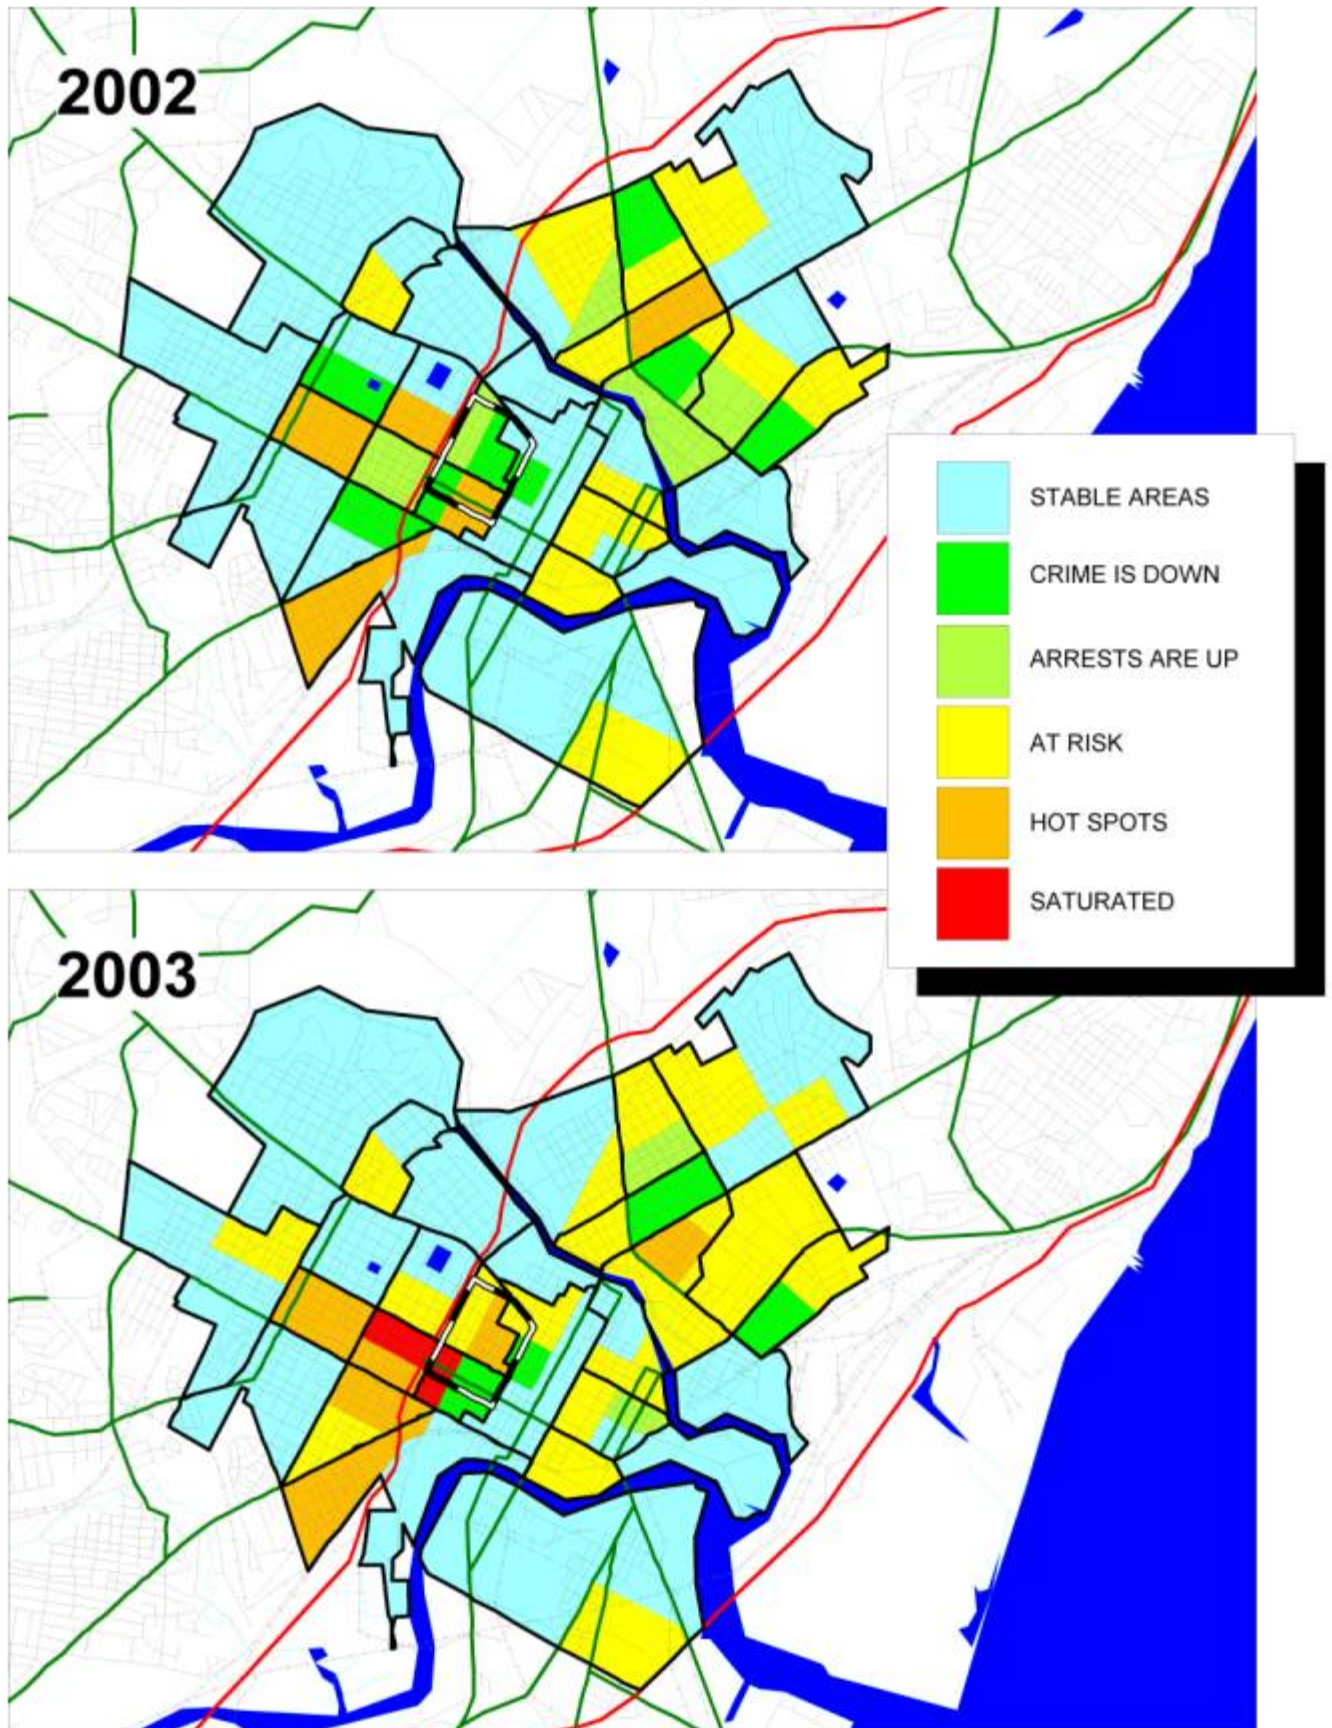 2002
STABLE AREAS
CRIME IS DOWN
ARRESTS ARE UP
AT RISK
HOT SPOTS
SATURATED
2003